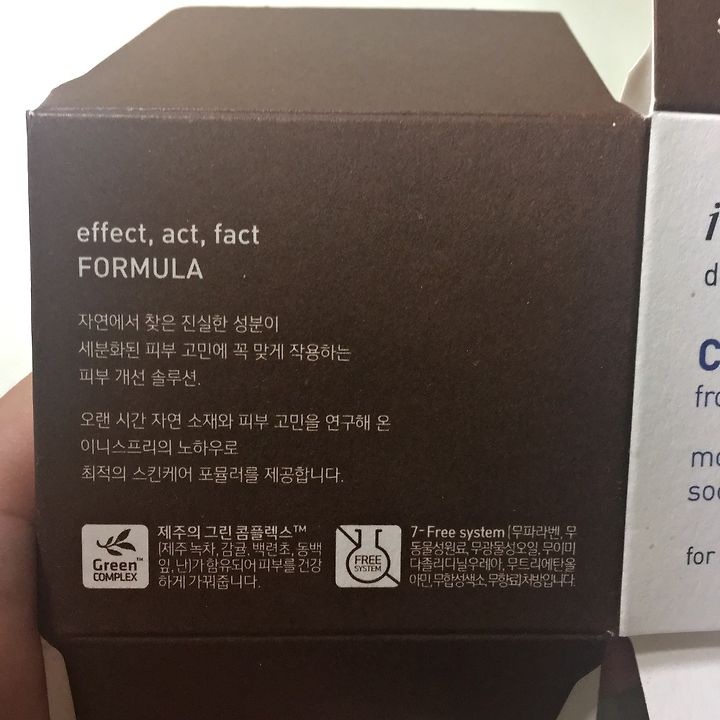 effect, act, fact
FORMULA
자연에서 찾은 진실한 성분이
세분화된 피부 고민에 꼭 맞게 작용하는
피부 개선 솔루션.
오랜 시간 자연 소재와 피부 고민을 연구해 온
이니스프리의 노하우로
최적의 스킨케어 포뮬러를 제공합니다.
Green™
COMPLEX
제주의 그린 콤플렉스™
(제주 녹차, 감귤, 백련초, 동백
잎, 난)가 함유되어 피부를 건강
하게 가꿔줍니다.
FREE
SYSTEM
7-Free system (무파라벤, 무
동물성원료, 무광물성오일, 무이미
다졸리디닐우레아, 무트리에탄올
아민, 무합성색소, 무향료)처방입니다.
i
d
c
fro
mo
soo
for